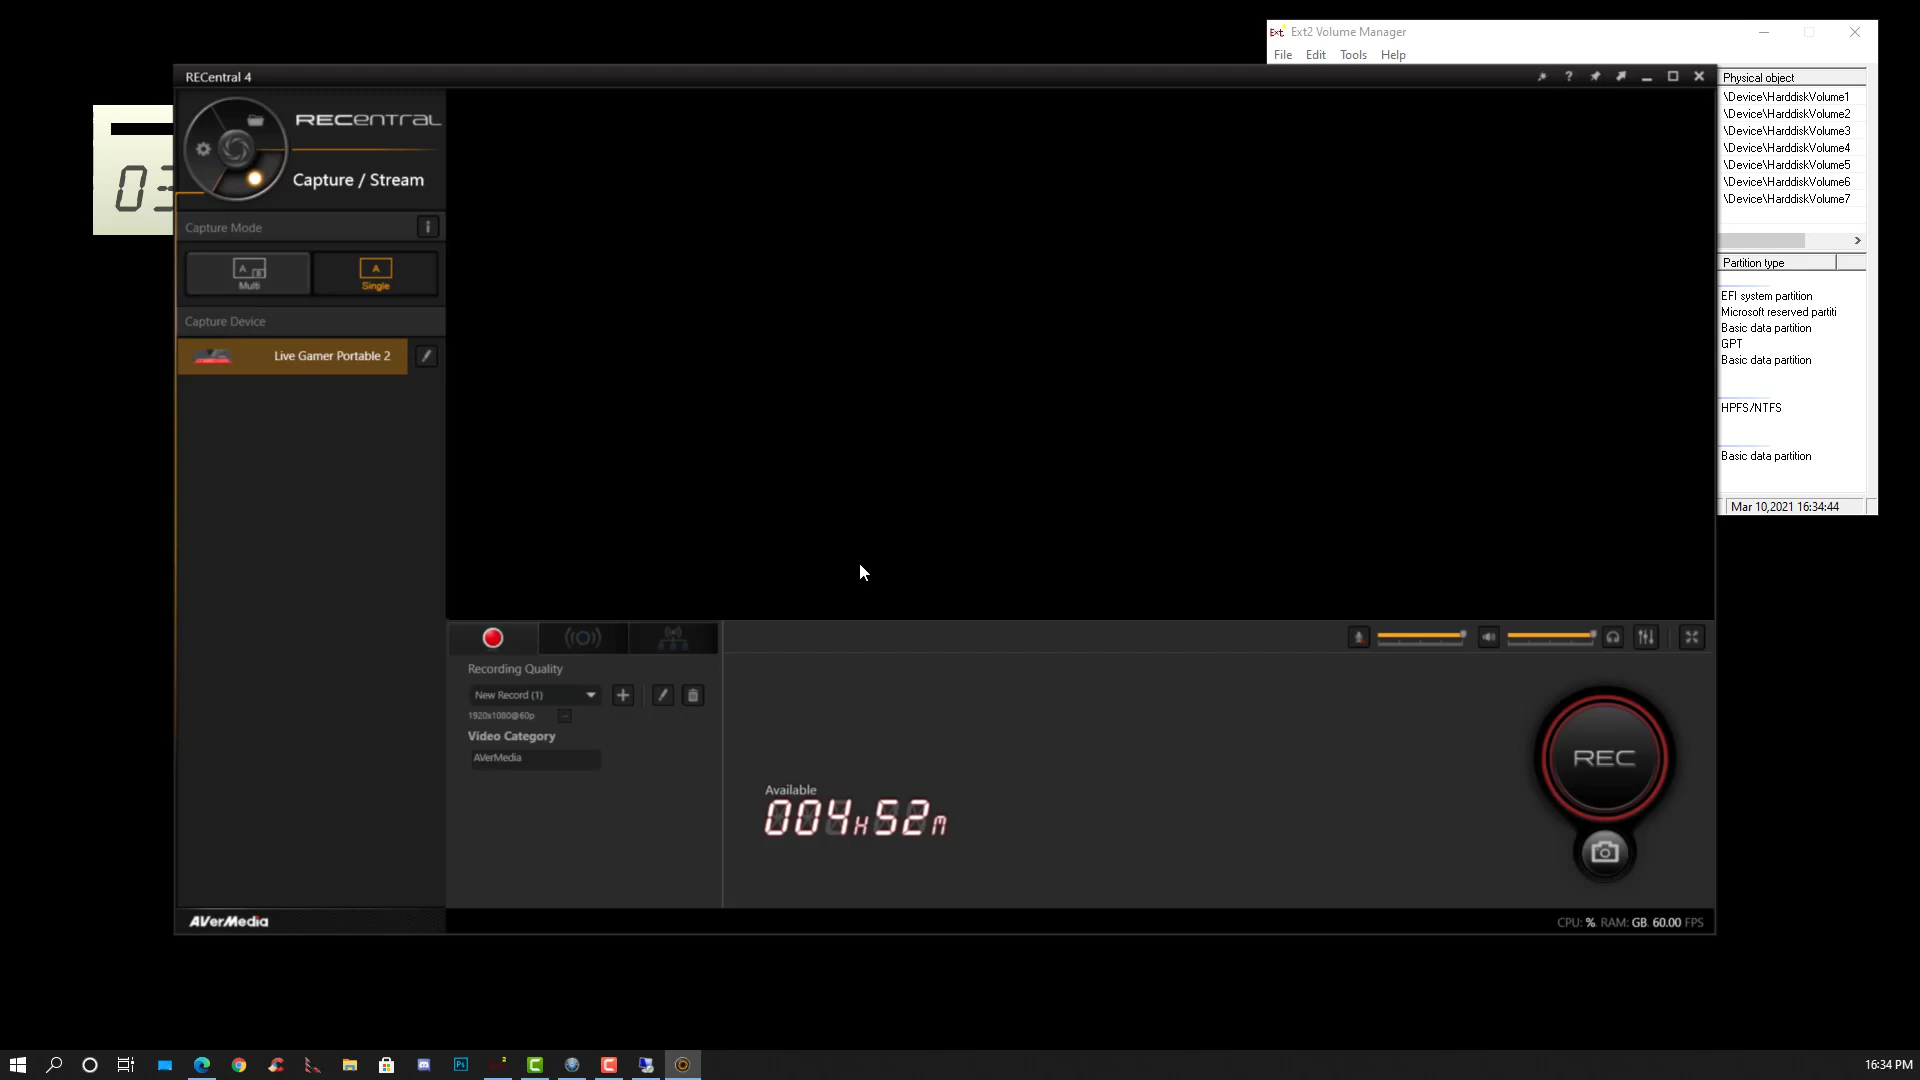 Ext2 Volume Manager
File Edit Tools Help
RECentral 4
Physical object
\Device\HarddiskVolume1
\Device\HarddiskVolume2
\Device\HarddiskVolume3
\Device\HarddiskVolume4
\Device\HarddiskVolume5
\Device\HarddiskVolume6
\Device\HarddiskVolume7
Partition type
EFI system partition
Microsoft reserved partiti
Basic data partition
GPT
Basic data partition
HPFS/NTFS
Basic data partition
Mar 10,2021 16:34:44
03
RECENTRAL
Capture / Stream
Capture Mode
Multi
Single
Capture Device
Live Gamer Portable 2
Recording Quality
New Record (1)
1920x1080@60p
Video Category
AVerMedia
Available
004H52M
REC
AVerMedia
CPU: %. RAM: GB. 60.00 FPS
16:34 PM